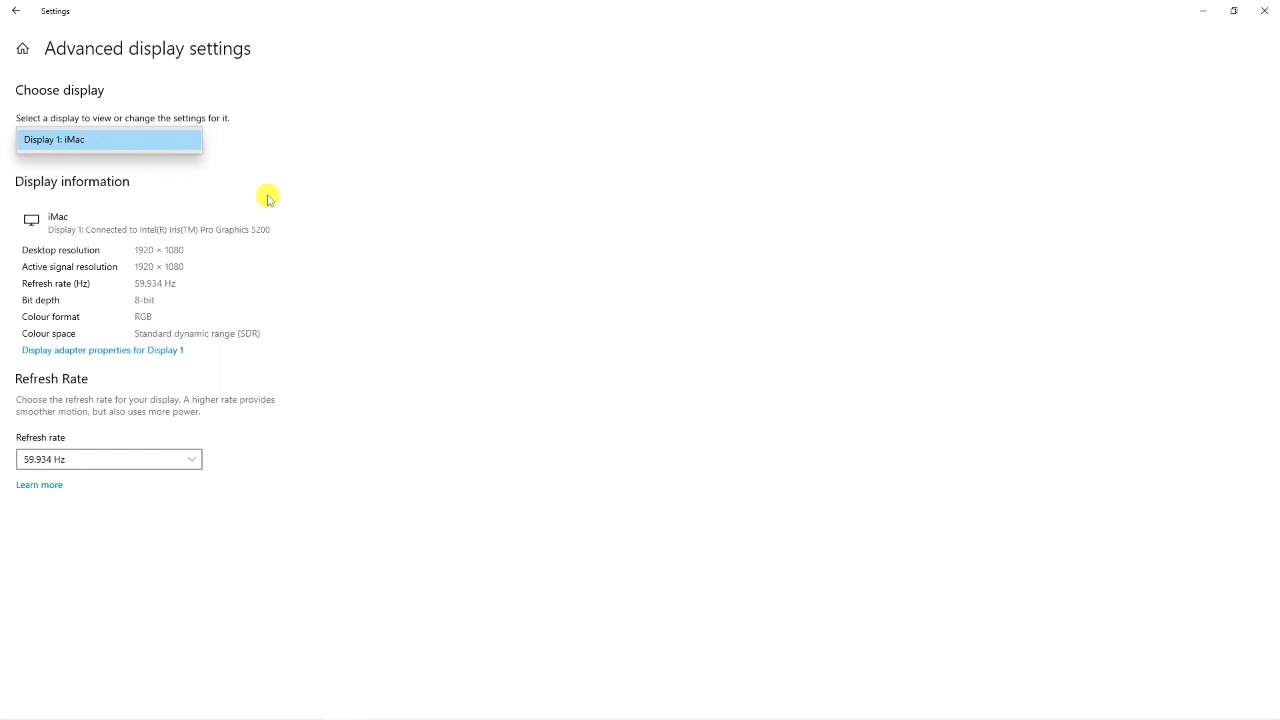 Settings
Advanced display settings
Choose display
Select a display to view or change the settings for it.
Display 1: iMac
Display information
iMac
Display 1: Connected to Intel(R) Iris(TM) Pro Graphics 5200
Desktop resolution 1920 × 1080
Active signal resolution 1920 × 1080
Refresh rate (Hz) 59.934 Hz
Bit depth 8-bit
Colour format RGB
Colour space Standard dynamic range (SDR)
Display adapter properties for Display 1
Refresh Rate
Choose the refresh rate for your display. A higher rate provides
smoother motion, but also uses more power.
Refresh rate
59.934 Hz
Learn more